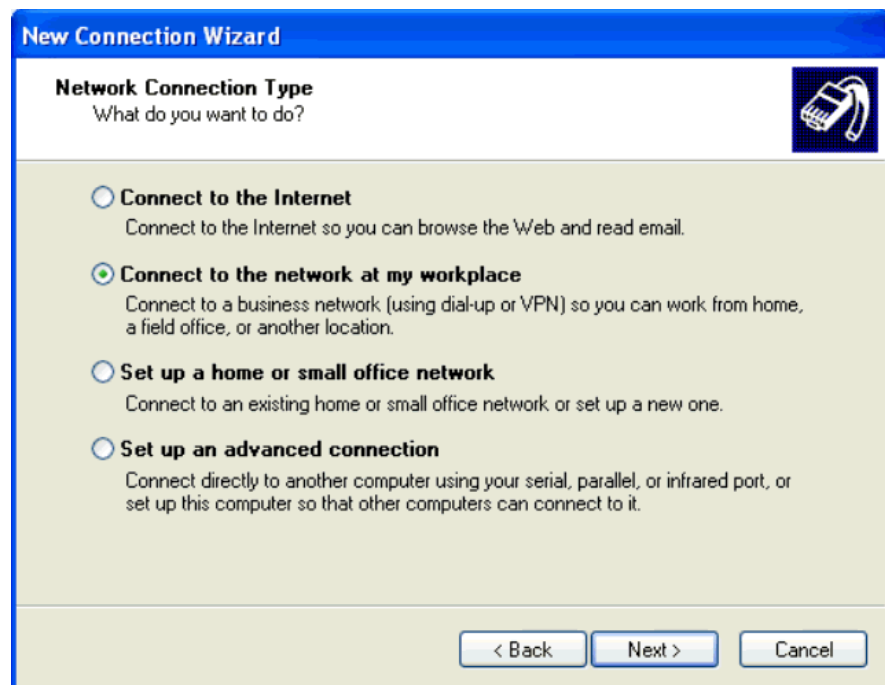 New Connection Wizard
Network Connection Type
What do you want to do?
Connect to the Internet
Connect to the Internet so you can browse the Web and read email.
Connect to the network at my workplace
Connect to a business network (using dial-up or VPN) so you can work from home,
a field office, or another location.
Set up a home or small office network
Connect to an existing home or small office network or set up a new one.
Set up an advanced connection
Connect directly to another computer using your serial, parallel, or infrared port, or
set up this computer so that other computers can connect to it.
< Back Next > Cancel